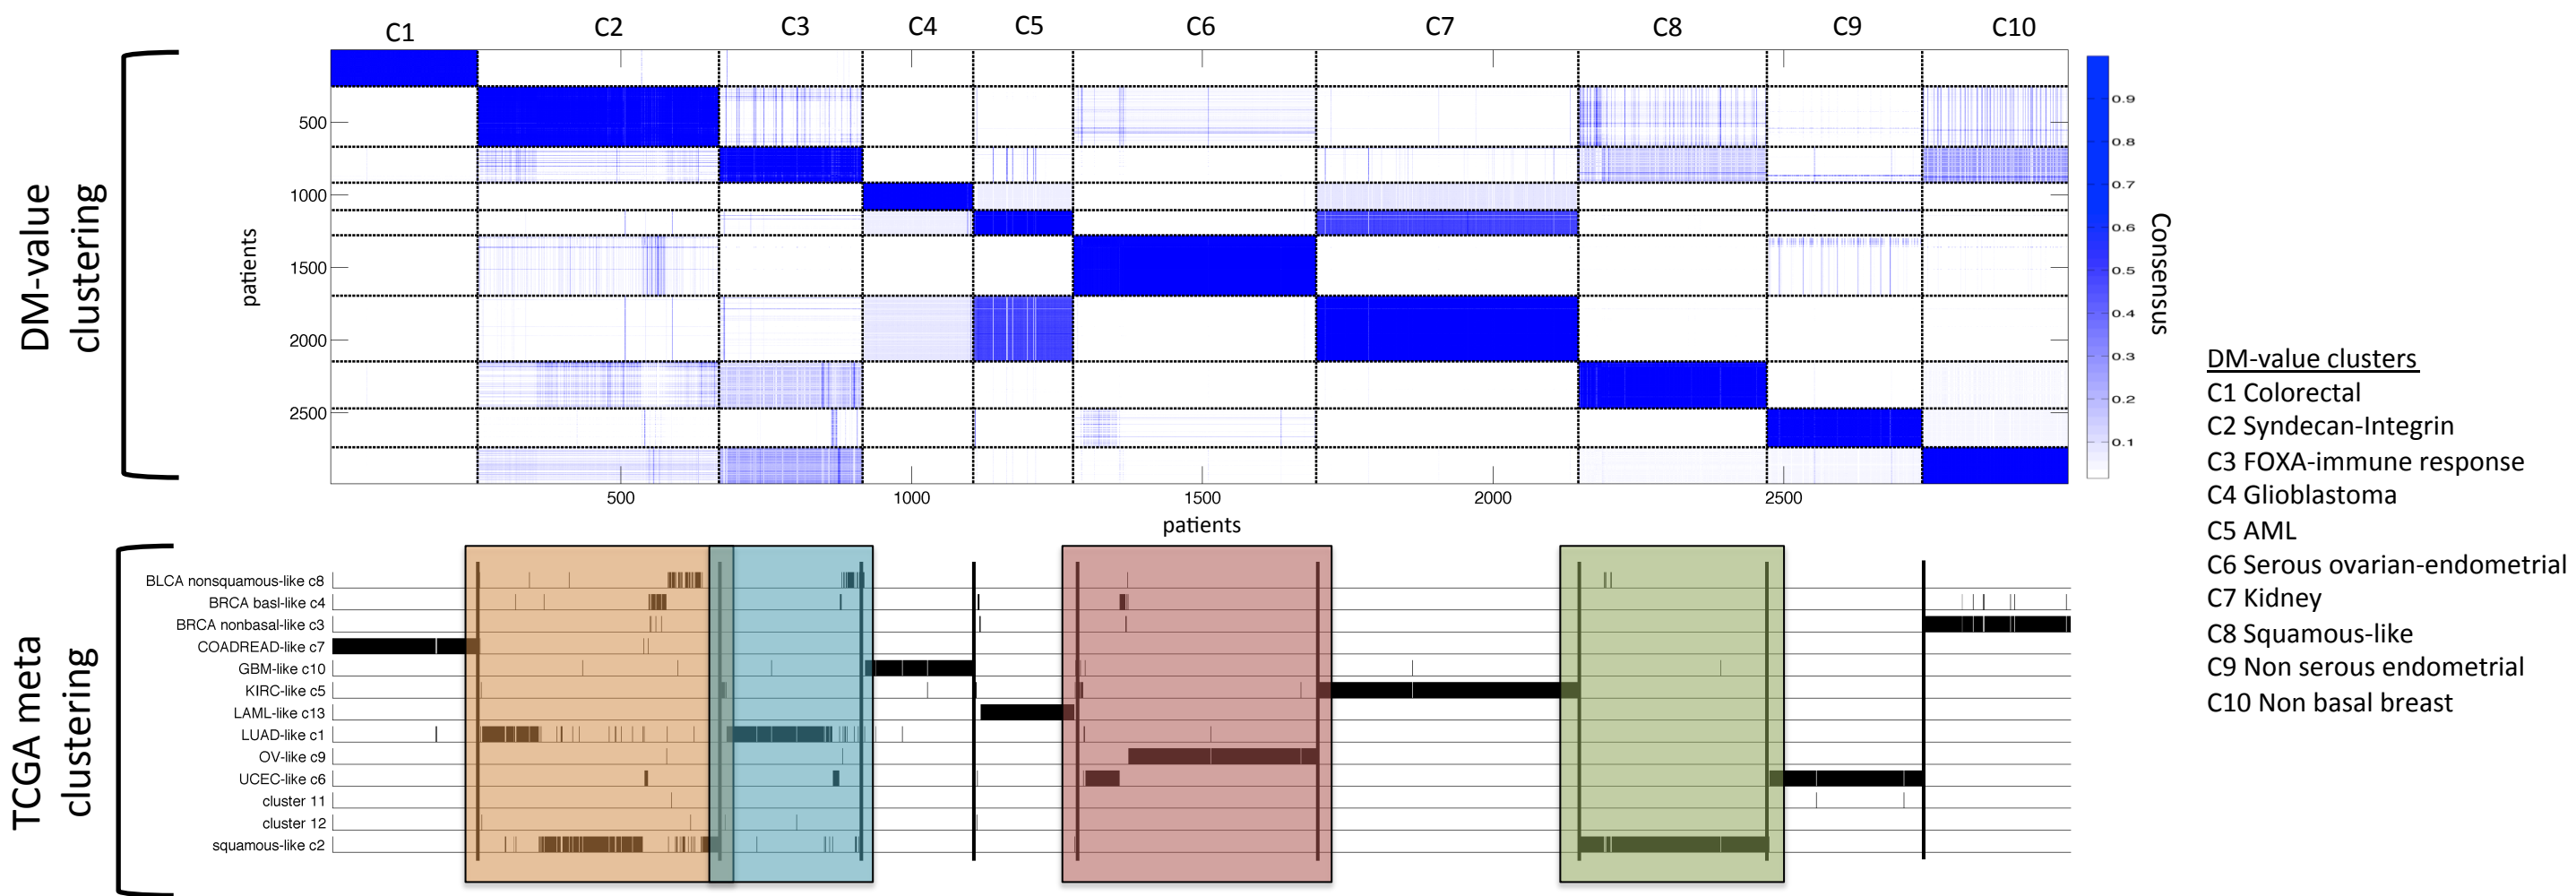 C1 C2 C3 C4 C5 C6 C7 C8 C9 C10
DM-value
clustering
patients
500
1000
1500
2000
2500
500 1000 1500 2000 2500
patients
0.9
0.8
0.7
0.6
0.5
0.4
0.3
0.2
0.1
Consensus
DM-value clusters
C1 Colorectal
C2 Syndecan-Integrin
C3 FOXA-immune response
C4 Glioblastoma
C5 AML
C6 Serous ovarian-endometrial
C7 Kidney
C8 Squamous-like
C9 Non serous endometrial
C10 Non basal breast
TCGA meta
clustering
BLCA nonsquamous-like c8
BRCA basl-like c4
BRCA nonbasal-like c3
COADREAD-like c7
GBM-like c10
KIRC-like c5
LAML-like c13
LUAD-like c1
OV-like c9
UCEC-like c6
cluster 11
cluster 12
squamous-like c2